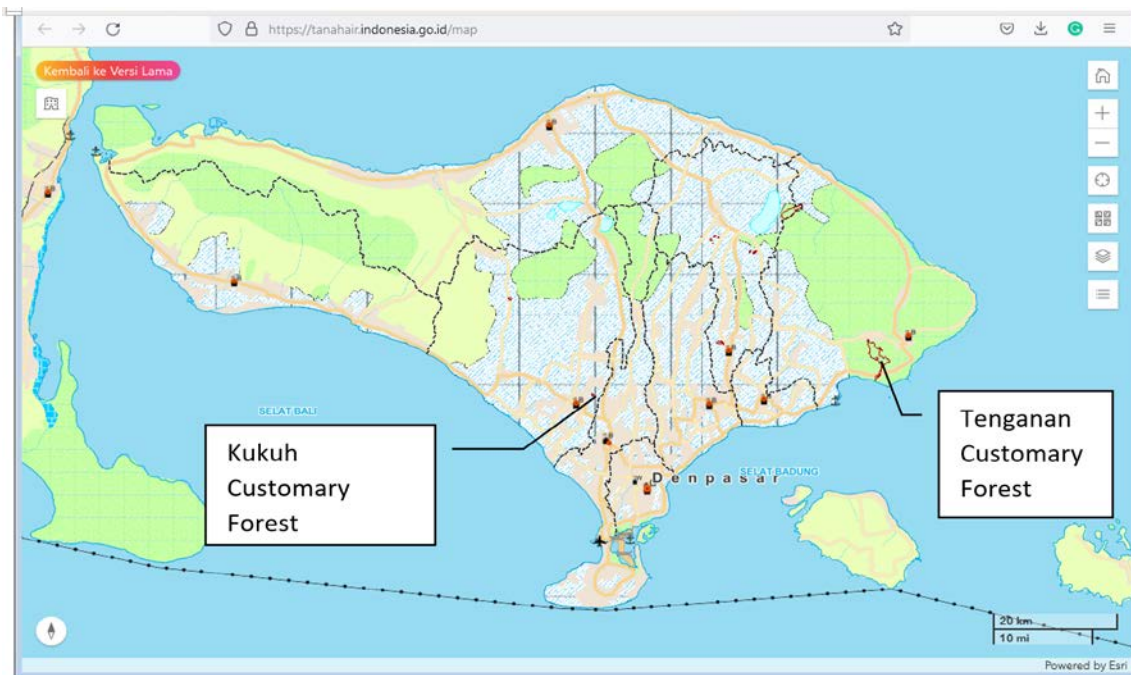 https://tanahair.indonesia.go.id/map
Kembali ke Versi Lama
SELAT BALI
Kukuh
Customary
Forest
Denpasar
SELAT BADUNG
Tenganan
Customary
Forest
20 km
10 mi
Powered by Esri